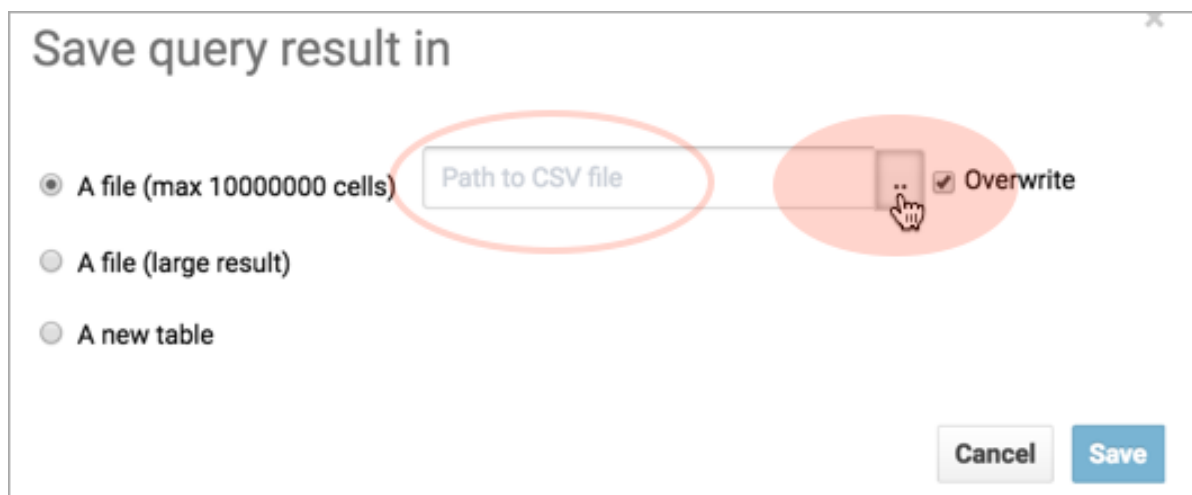 ×
Save query result in
A file (max 10000000 cells) Path to CSV file .. Overwrite
A file (large result)
A new table
Cancel Save